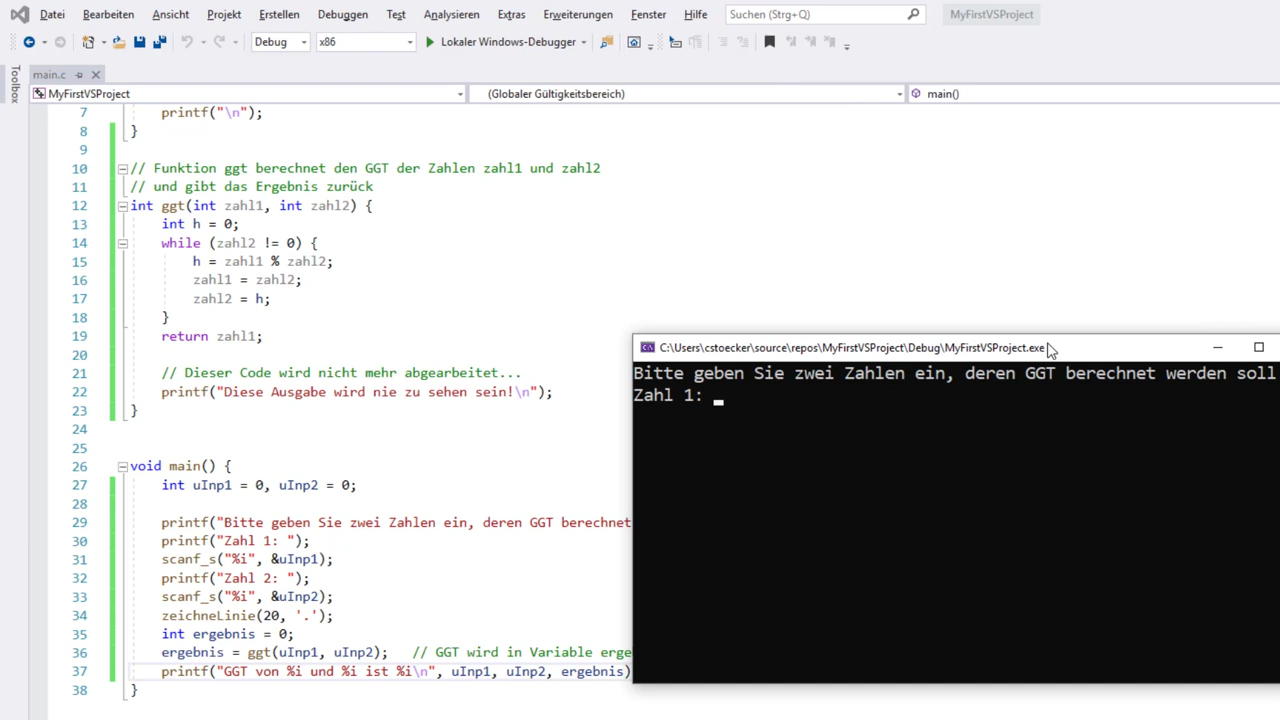 Datei Bearbeiten Ansicht Projekt Erstellen Debuggen Test Analysieren Extras Erweiterungen Fenster Hilfe Suchen (Strg+Q) MyFirstVSProject
Debug x86 Lokaler Windows-Debugger
Toolbox
main.c
MyFirstVSProject (Globaler Gültigkeitsbereich) main()
7 printf("\n");
8 }
9
10 // Funktion ggt berechnet den GGT der Zahlen zahl1 und zahl2
11 // und gibt das Ergebnis zurück
12 int ggt(int zahl1, int zahl2) {
13 int h = 0;
14 while (zahl2 != 0) {
15 h = zahl1 % zahl2;
16 zahl1 = zahl2;
17 zahl2 = h;
18 }
19 return zahl1;
20
21 // Dieser Code wird nicht mehr abgearbeitet...
22 printf("Diese Ausgabe wird nie zu sehen sein!\n");
23 }
24
25
26 void main() {
27 int uInp1 = 0, uInp2 = 0;
28
29 printf("Bitte geben Sie zwei Zahlen ein, deren GGT berechnet
30 printf("Zahl 1: ");
31 scanf_s("%i", &uInp1);
32 printf("Zahl 2: ");
33 scanf_s("%i", &uInp2);
34 zeichneLinie(20, '.');
35 int ergebnis = 0;
36 ergebnis = ggt(uInp1, uInp2); // GGT wird in Variable erge
37 printf("GGT von %i und %i ist %i\n", uInp1, uInp2, ergebnis)
38 }
C:\Users\cstoecker\source\repos\MyFirstVSProject\Debug\MyFirstVSProject.exe
Bitte geben Sie zwei Zahlen ein, deren GGT berechnet werden soll
Zahl 1: